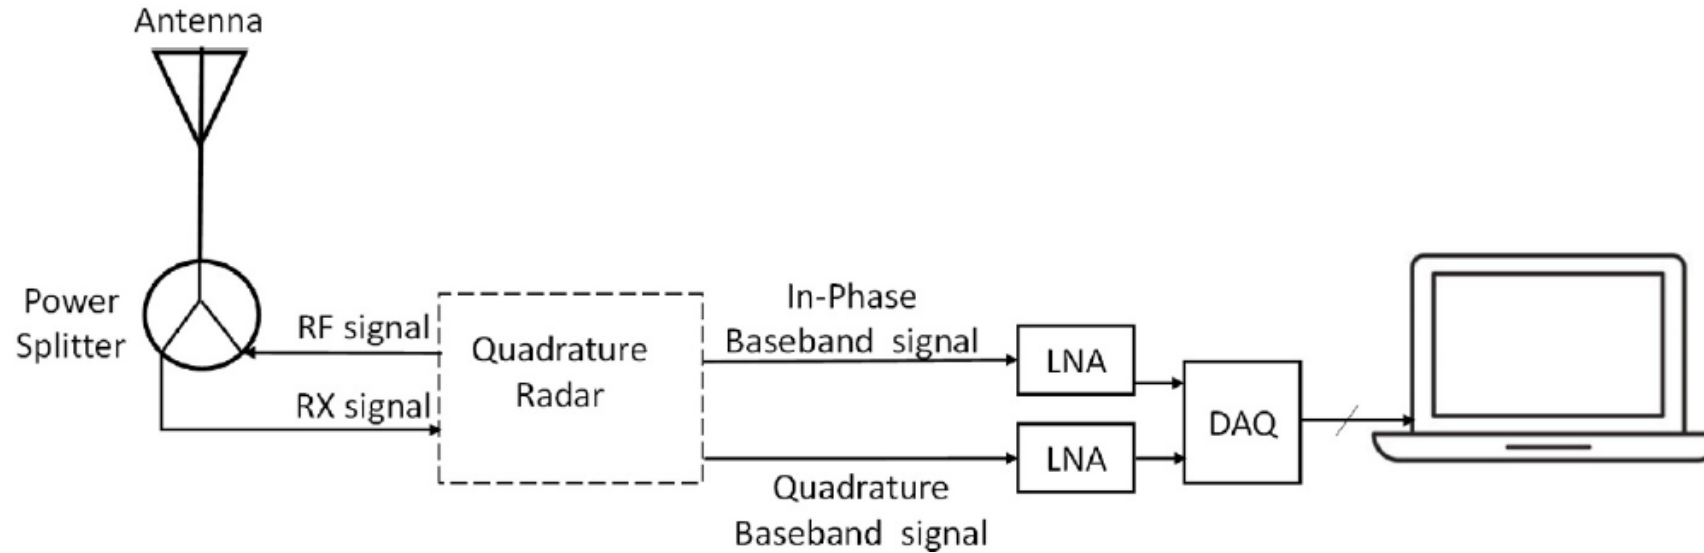 Antenna
Power
Splitter
RF signal
RX signal
Quadrature
Radar
In-Phase
Baseband signal
Quadrature
Baseband signal
LNA
LNA
DAQ